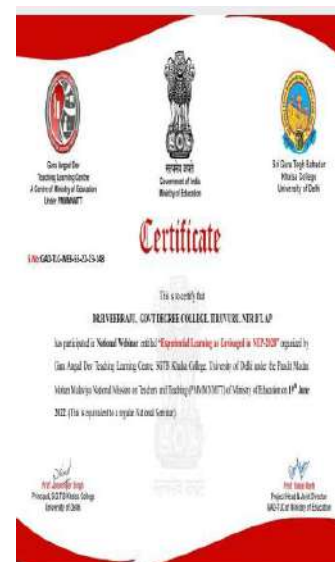 Guru Angad Dev
Teaching Learning Centre
A Centre of Ministry of Education
Under PMMMNMTT
सत्यमेव जयते
Government of India
Ministry of Education
Sri Guru Tegh Bahadur
Khalsa College
University of Delhi
Certificate
This is to certify that
GOVT DEGREE COLLEGE, TIRUVURU, NTR DT, AP
has participated in National Webinar entitled "Experiential Learning as Envisaged in NEP-2020" organized by
Guru Angad Dev Teaching Learning Centre, SGTB Khalsa College, University of Delhi under the Pandit Madan
Mohan Malaviya National Mission on Teachers and Teaching (PMMMNMTT) of Ministry of Education on 19th June
2022. (This is equivalent to a regular National Seminar)
Prof. Jaswinder Singh
Principal, SGTB Khalsa College
University of Delhi
Project Head & Joint Director
GAD-TLC of Ministry of Education